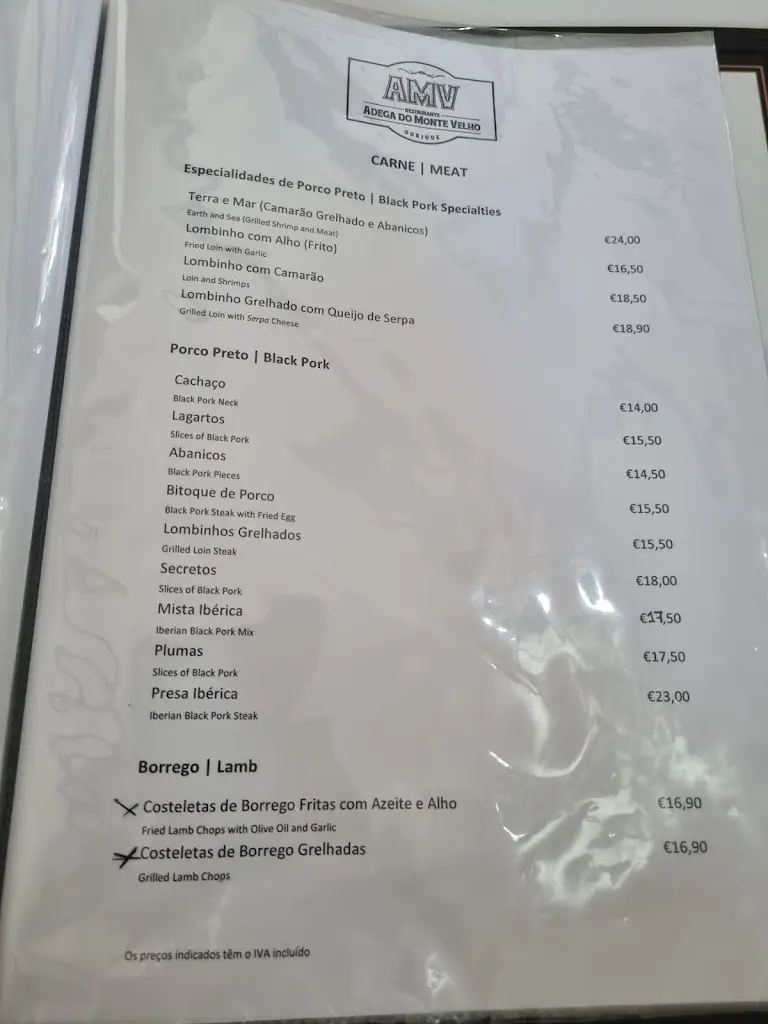 AMV
RESTAURANTE
ADEGA DO MONTE VELHO
OURIQUE
CARNE | MEAT
Especialidades de Porco Preto | Black Pork Specialties
Terra e Mar (Camarão Grelhado e Abanicos) €24,00
Earth and Sea (Grilled Shrimp and Meat)
Lombinho com Alho (Frito) €16,50
Fried Loin with Garlic
Lombinho com Camarão €18,50
Loin and Shrimps
Lombinho Grelhado com Queijo de Serpa €18,90
Grilled Loin with Serpa Cheese
Porco Preto | Black Pork
Cachaço €14,00
Black Pork Neck
Lagartos €15,50
Slices of Black Pork
Abanicos €14,50
Black Pork Pieces
Bitoque de Porco €15,50
Black Pork Steak with Fried Egg
Lombinhos Grelhados €15,50
Grilled Loin Steak
Secretos €18,00
Slices of Black Pork
Mista Ibérica €17,50
Iberian Black Pork Mix
Plumas €17,50
Slices of Black Pork
Presa Ibérica €23,00
Iberian Black Pork Steak
Borrego | Lamb
Costeletas de Borrego Fritas com Azeite e Alho €16,90
Fried Lamb Chops with Olive Oil and Garlic
Costeletas de Borrego Grelhadas €16,90
Grilled Lamb Chops
Os preços indicados têm o IVA incluído